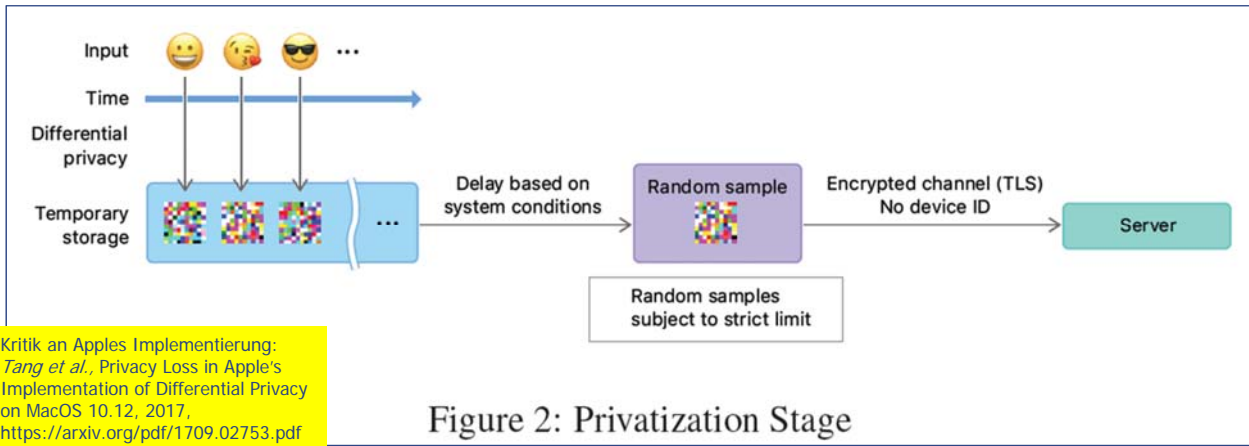 Input
...
Time
Differential
privacy
Temporary
storage
...
Delay based on
system conditions
Random sample
Encrypted channel (TLS)
No device ID
Server
Random samples
subject to strict limit
Kritik an Apples Implementierung:
Tang et al., Privacy Loss in Apple's
Implementation of Differential Privacy
on MacOS 10.12, 2017,
https://arxiv.org/pdf/1709.02753.pdf
Figure 2: Privatization Stage